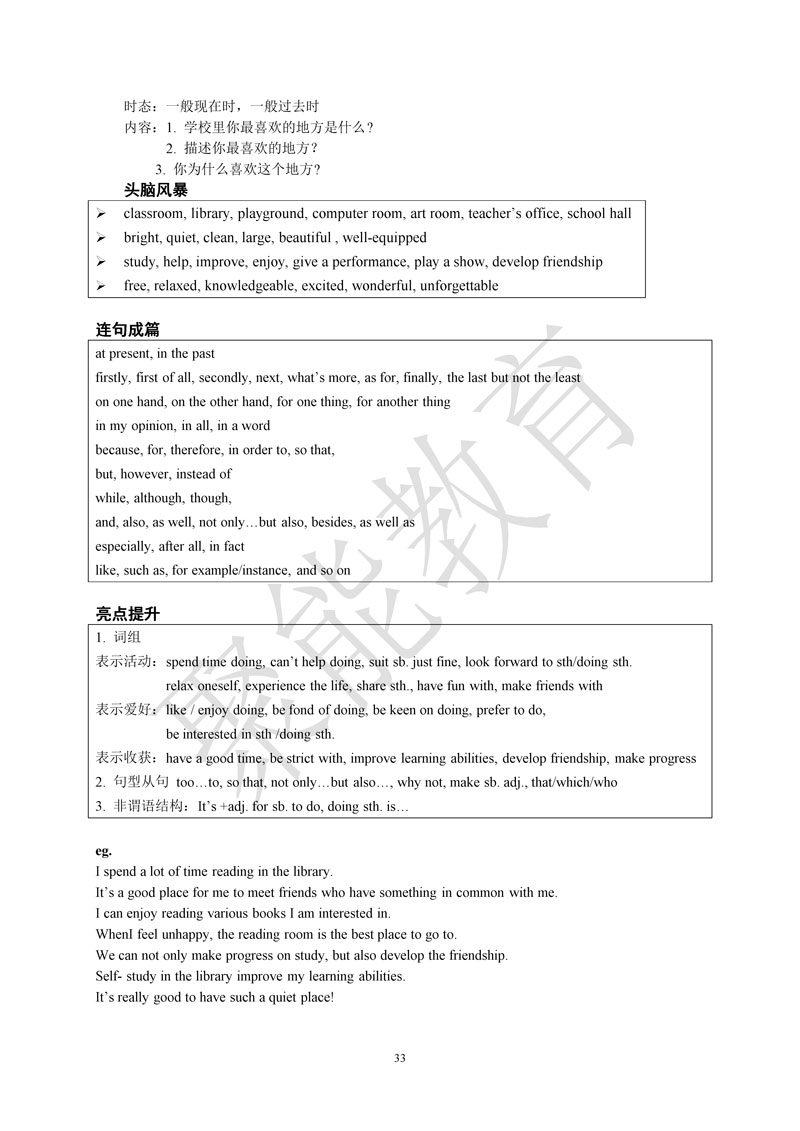 时态：一般现在时，一般过去时
内容：1. 学校里你最喜欢的地方是什么?
2. 描述你最喜欢的地方？
3. 你为什么喜欢这个地方?
头脑风暴
➢ classroom, library, playground, computer room, art room, teacher’s office, school hall
➢ bright, quiet, clean, large, beautiful , well-equipped
➢ study, help, improve, enjoy, give a performance, play a show, develop friendship
➢ free, relaxed, knowledgeable, excited, wonderful, unforgettable
连句成篇
at present, in the past
firstly, first of all, secondly, next, what’s more, as for, finally, the last but not the least
on one hand, on the other hand, for one thing, for another thing
in my opinion, in all, in a word
because, for, therefore, in order to, so that,
but, however, instead of
while, although, though,
and, also, as well, not only…but also, besides, as well as
especially, after all, in fact
like, such as, for example/instance, and so on
亮点提升
1. 词组
表示活动：spend time doing, can’t help doing, suit sb. just fine, look forward to sth/doing sth.
relax oneself, experience the life, share sth., have fun with, make friends with
表示爱好：like / enjoy doing, be fond of doing, be keen on doing, prefer to do,
be interested in sth /doing sth.
表示收获：have a good time, be strict with, improve learning abilities, develop friendship, make progress
2. 句型从句 too…to, so that, not only…but also…, why not, make sb. adj., that/which/who
3. 非谓语结构：It’s +adj. for sb. to do, doing sth. is…
eg.
I spend a lot of time reading in the library.
It’s a good place for me to meet friends who have something in common with me.
I can enjoy reading various books I am interested in.
WhenI feel unhappy, the reading room is the best place to go to.
We can not only make progress on study, but also develop the friendship.
Self- study in the library improve my learning abilities.
It’s really good to have such a quiet place!
33
聚能教育